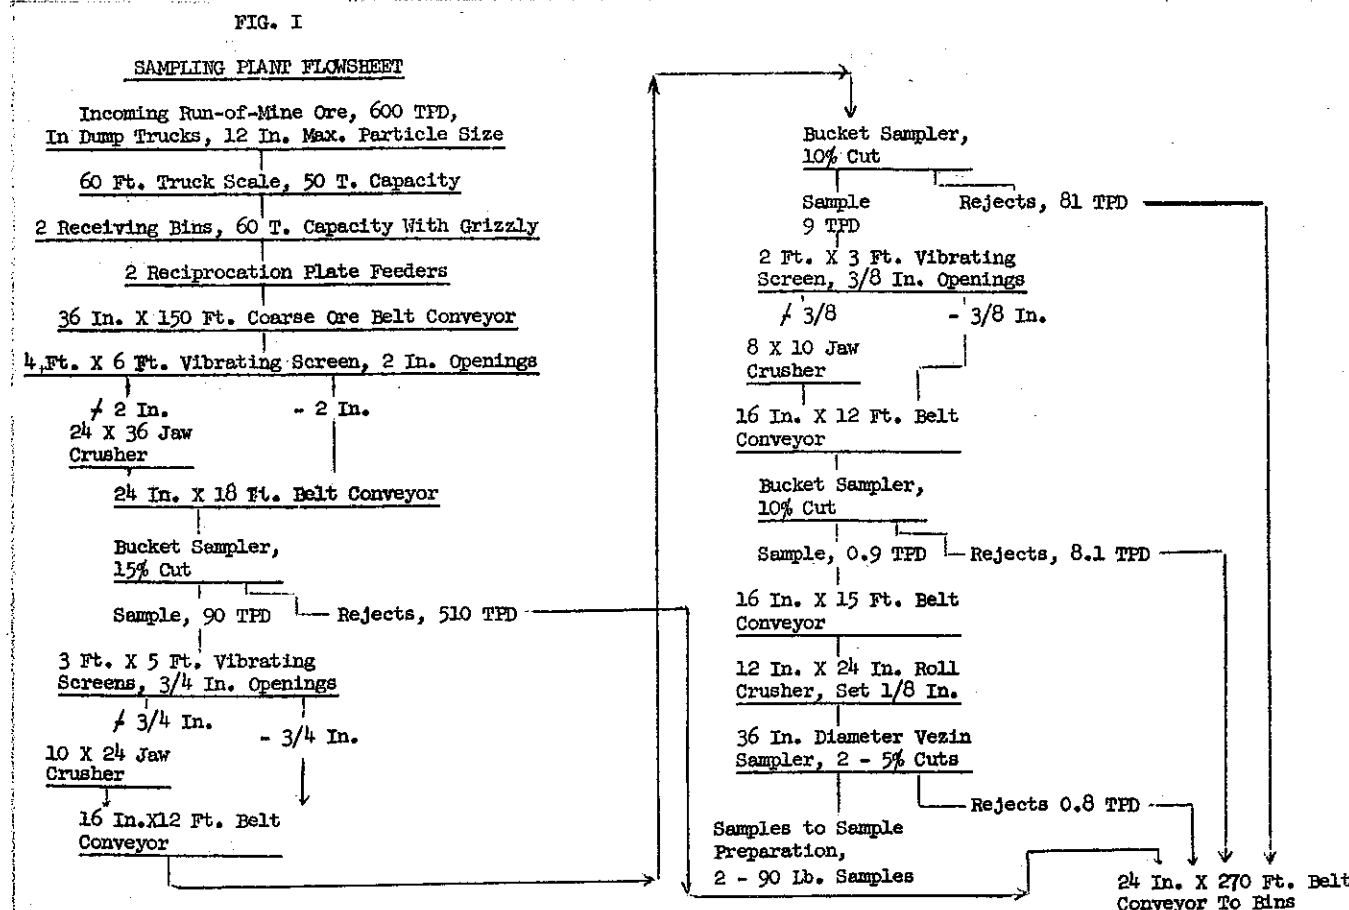 FIG. I
SAMPLING PLANT FLOWSHEET
Incoming Run-of-Mine Ore, 600 TPD,
In Dump Trucks, 12 In. Max. Particle Size
60 Ft. Truck Scale, 50 T. Capacity
2 Receiving Bins, 60 T. Capacity With Grizzly
2 Reciprocation Plate Feeders
36 In. X 150 Ft. Coarse Ore Belt Conveyor
4 Ft. X 6 Ft. Vibrating Screen, 2 In. Openings
+ 2 In.
- 2 In.
24 X 36 Jaw
Crusher
24 In. X 18 Ft. Belt Conveyor
Bucket Sampler,
15% Cut
Sample, 90 TPD
Rejects, 510 TPD
3 Ft. X 5 Ft. Vibrating
Screens, 3/4 In. Openings
+ 3/4 In.
- 3/4 In.
10 X 24 Jaw
Crusher
16 In.X12 Ft. Belt
Conveyor
Bucket Sampler,
10% Cut
Sample
9 TPD
Rejects, 81 TPD
2 Ft. X 3 Ft. Vibrating
Screen, 3/8 In. Openings
+ 3/8
- 3/8 In.
8 X 10 Jaw
Crusher
16 In. X 12 Ft. Belt
Conveyor
Bucket Sampler,
10% Cut
Sample, 0.9 TPD
Rejects, 8.1 TPD
16 In. X 15 Ft. Belt
Conveyor
12 In. X 24 In. Roll
Crusher, Set 1/8 In.
36 In. Diameter Vezin
Sampler, 2 - 5% Cuts
Rejects 0.8 TPD
Samples to Sample
Preparation,
2 - 90 Lb. Samples
24 In. X 270 Ft. Belt
Conveyor To Bins